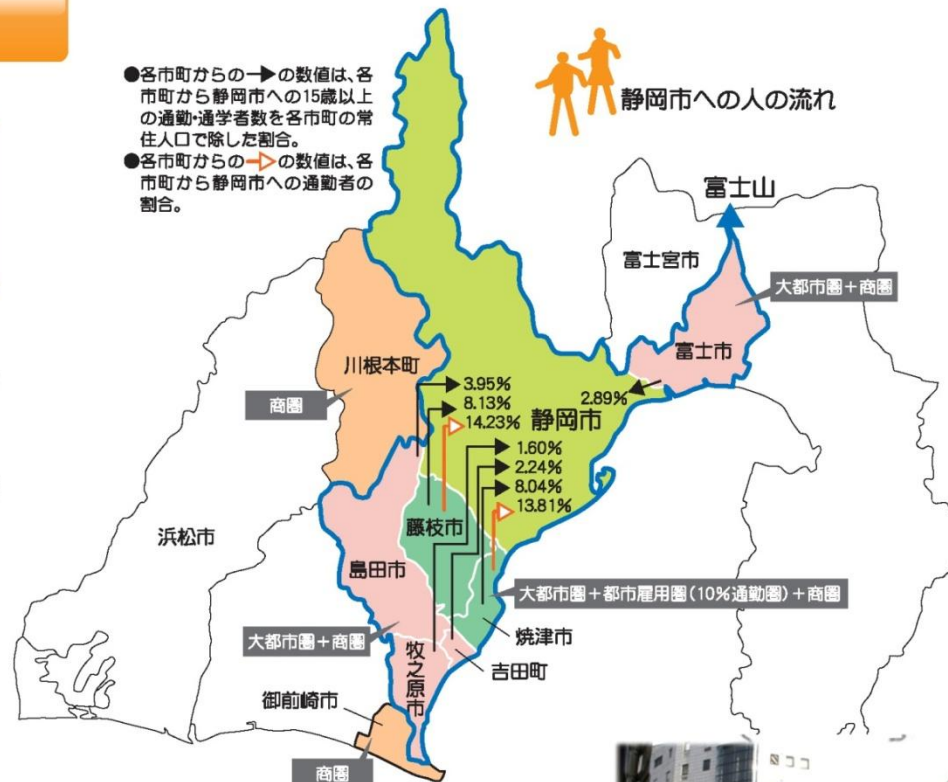 ●各市町からの→の数値は、各
市町から静岡市への15歳以上
の通勤・通学者数を各市町の常
住人口で除した割合。
●各市町からの→の数値は、各
市町から静岡市への通勤者の
割合。
静岡市への人の流れ
富士山
富士宮市
大都市圏+商圏
富士市
川根本町
商圏
3.95%
8.13%
14.23%
静岡市
2.89%
1.60%
2.24%
8.04%
13.81%
浜松市
藤枝市
島田市
大都市圏+都市雇用圏(10%通勤圏)+商圏
焼津市
大都市圏+商圏
牧之原市
吉田町
御前崎市
商圏